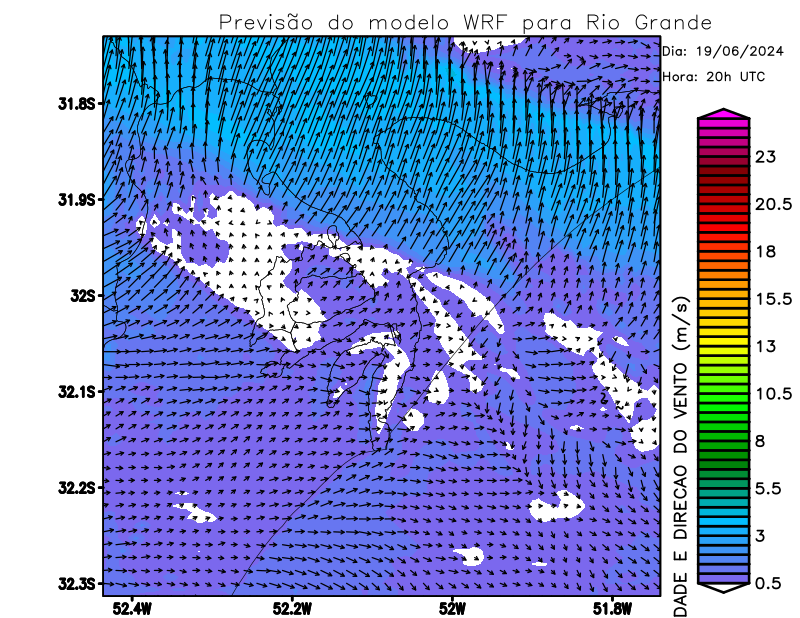 Previsão do modelo WRF para Rio Grande
Dia: 19/06/2024
Hora: 20h UTC
31.8S
31.9S
32S
32.1S
32.2S
32.3S
52.4W
52.2W
52W
51.8W
23
20.5
18
15.5
13
10.5
8
5.5
3
0.5
DADE E DIRECAO DO VENTO (m/s)